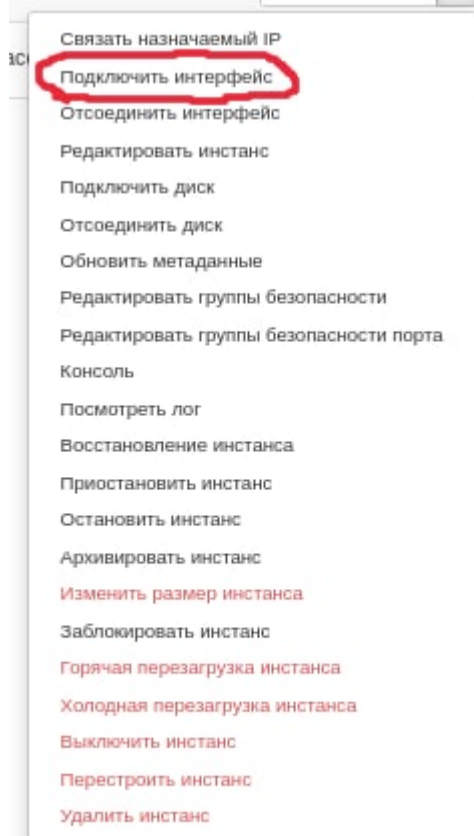 Связать назначаемый IP
Подключить интерфейс
Отсоединить интерфейс
Редактировать инстанс
Подключить диск
Отсоединить диск
Обновить метаданные
Редактировать группы безопасности
Редактировать группы безопасности порта
Консоль
Посмотреть лог
Восстановление инстанса
Приостановить инстанс
Остановить инстанс
Архивировать инстанс
Изменить размер инстанса
Заблокировать инстанс
Горячая перезагрузка инстанса
Холодная перезагрузка инстанса
Выключить инстанс
Перестроить инстанс
Удалить инстанс